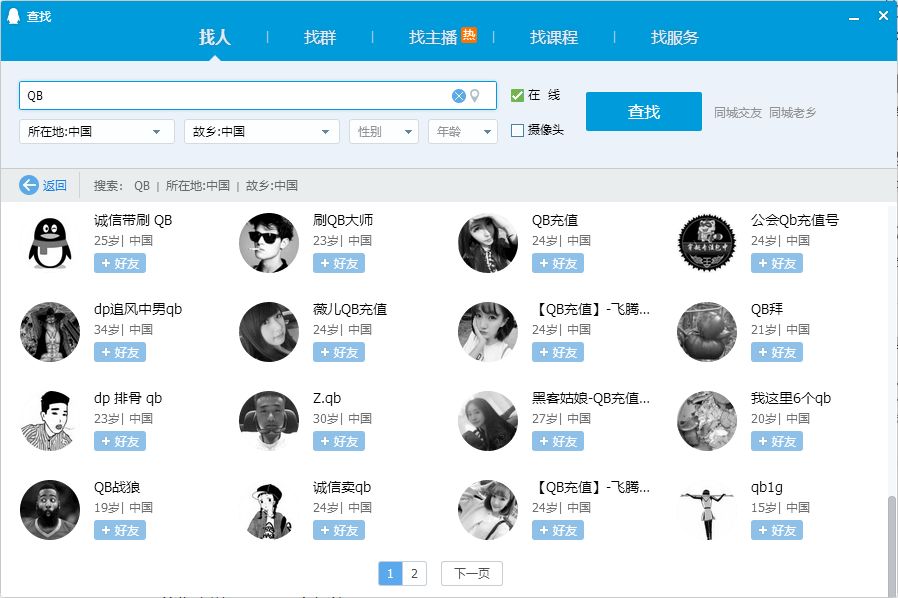 查找
找人 | 找群 | 找主播 热 | 找课程 | 找服务
QB
在 线
查找
同城交友 同城老乡
所在地:中国
故乡:中国
性别
年龄
摄像头
返回
搜索: QB | 所在地:中国 | 故乡:中国
诚信带刷 QB
25岁| 中国
+ 好友
刷QB大师
23岁| 中国
+ 好友
QB充值
24岁| 中国
+ 好友
公会Qb充值号
24岁| 中国
+ 好友
dp追风中男qb
34岁| 中国
+ 好友
薇儿QB充值
24岁| 中国
+ 好友
【QB充值】-飞腾...
24岁| 中国
+ 好友
QB拜
21岁| 中国
+ 好友
dp 排骨 qb
23岁| 中国
+ 好友
Z.qb
30岁| 中国
+ 好友
黑客姑娘-QB充值...
27岁| 中国
+ 好友
我这里6个qb
20岁| 中国
+ 好友
QB战狼
19岁| 中国
+ 好友
诚信卖qb
24岁| 中国
+ 好友
【QB充值】-飞腾...
24岁| 中国
+ 好友
qb1g
15岁| 中国
+ 好友
1 2 下一页